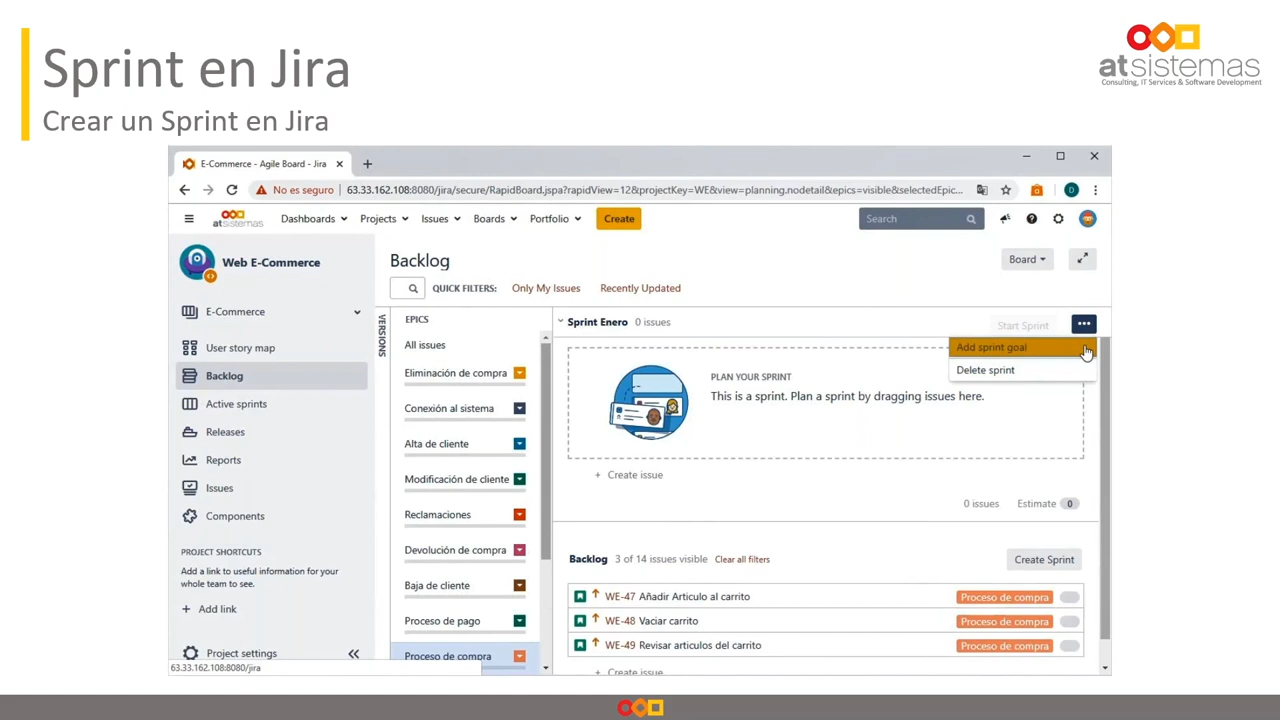 Sprint en Jira
Crear un Sprint en Jira
atsistemas
Consulting, IT Services & Software Development
E-Commerce - Agile Board - Jira
No es seguro
63.33.162.108:8080/jira/secure/RapidBoard.jspa?rapidView=12&projectKey=WE&view=planning.nodetail&epics=visible&selectedEpic...
atsistemas
Dashboards
Projects
Issues
Boards
Portfolio
Create
Search
Web E-Commerce
E-Commerce
User story map
Backlog
Active sprints
Releases
Reports
Issues
Components
PROJECT SHORTCUTS
Add a link to useful information for your
whole team to see.
+ Add link
Project settings
63.33.162.108:8080/jira
Backlog
Board
QUICK FILTERS:
Only My Issues
Recently Updated
VERSIONS
EPICS
All issues
Eliminación de compra
Conexión al sistema
Alta de cliente
Modificación de cliente
Reclamaciones
Devolución de compra
Baja de cliente
Proceso de pago
Proceso de compra
Sprint Enero 0 issues
Start Sprint
Add sprint goal
Delete sprint
PLAN YOUR SPRINT
This is a sprint. Plan a sprint by dragging issues here.
+ Create issue
0 issues Estimate 0
Backlog 3 of 14 issues visible Clear all filters
Create Sprint
WE-47 Añadir Articulo al carrito Proceso de compra
WE-48 Vaciar carrito Proceso de compra
WE-49 Revisar articulos del carrito Proceso de compra
+ Create issue